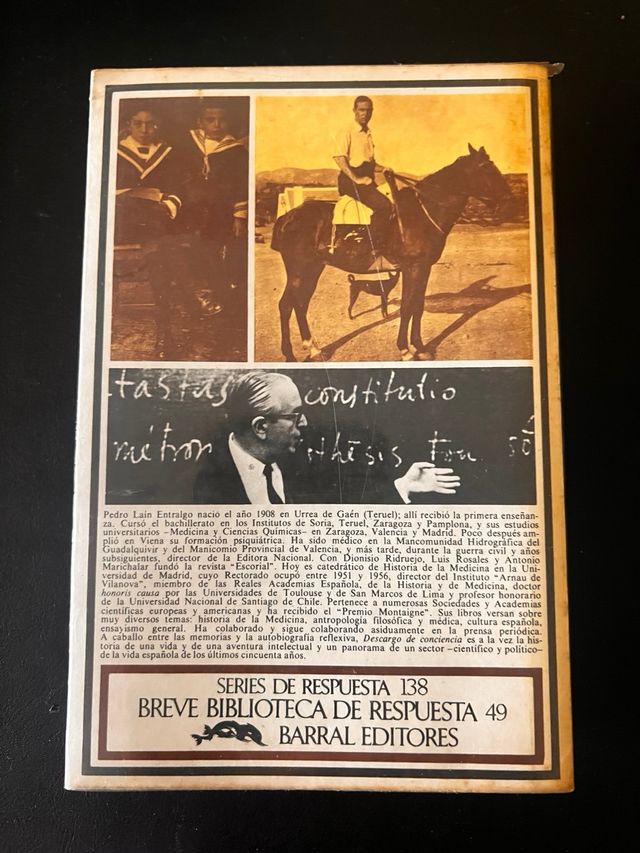 tastas constitutio
métron thēsis tou sō
Pedro Laín Entralgo nació el año 1908 en Urrea de Gaén (Teruel); allí recibió la primera enseñan-
za. Cursó el bachillerato en los Institutos de Soria, Teruel, Zaragoza y Pamplona, y sus estudios
universitarios -Medicina y Ciencias Químicas- en Zaragoza, Valencia y Madrid. Poco después am-
plió en Viena su formación psiquiátrica. Ha sido médico en la Mancomunidad Hidrográfica del
Guadalquivir y del Manicomio Provincial de Valencia, y más tarde, durante la guerra civil y años
subsiguientes, director de la Editora Nacional. Con Dionisio Ridruejo, Luis Rosales y Antonio
Marichalar fundó la revista "Escorial". Hoy es catedrático de Historia de la Medicina en la Uni-
versidad de Madrid, cuyo Rectorado ocupó entre 1951 y 1956, director del Instituto "Arnau de
Vilanova", miembro de las Reales Academias Española, de la Historia y de Medicina, doctor
honoris causa por las Universidades de Toulouse y de San Marcos de Lima y profesor honorario
de la Universidad Nacional de Santiago de Chile. Pertenece a numerosas Sociedades y Academias
científicas europeas y americanas y ha recibido el "Premio Montaigne". Sus libros versan sobre
muy diversos temas: historia de la Medicina, antropología filosófica y médica, cultura española,
ensayismo general. Ha colaborado y sigue colaborando asiduamente en la prensa periódica.
A caballo entre las memorias y la autobiografía reflexiva, Descargo de conciencia es a la vez la his-
toria de una vida y de una aventura intelectual y un panorama de un sector -científico y político-
de la vida española de los últimos cincuenta años.
SERIES DE RESPUESTA 138
BREVE BIBLIOTECA DE RESPUESTA 49
BARRAL EDITORES